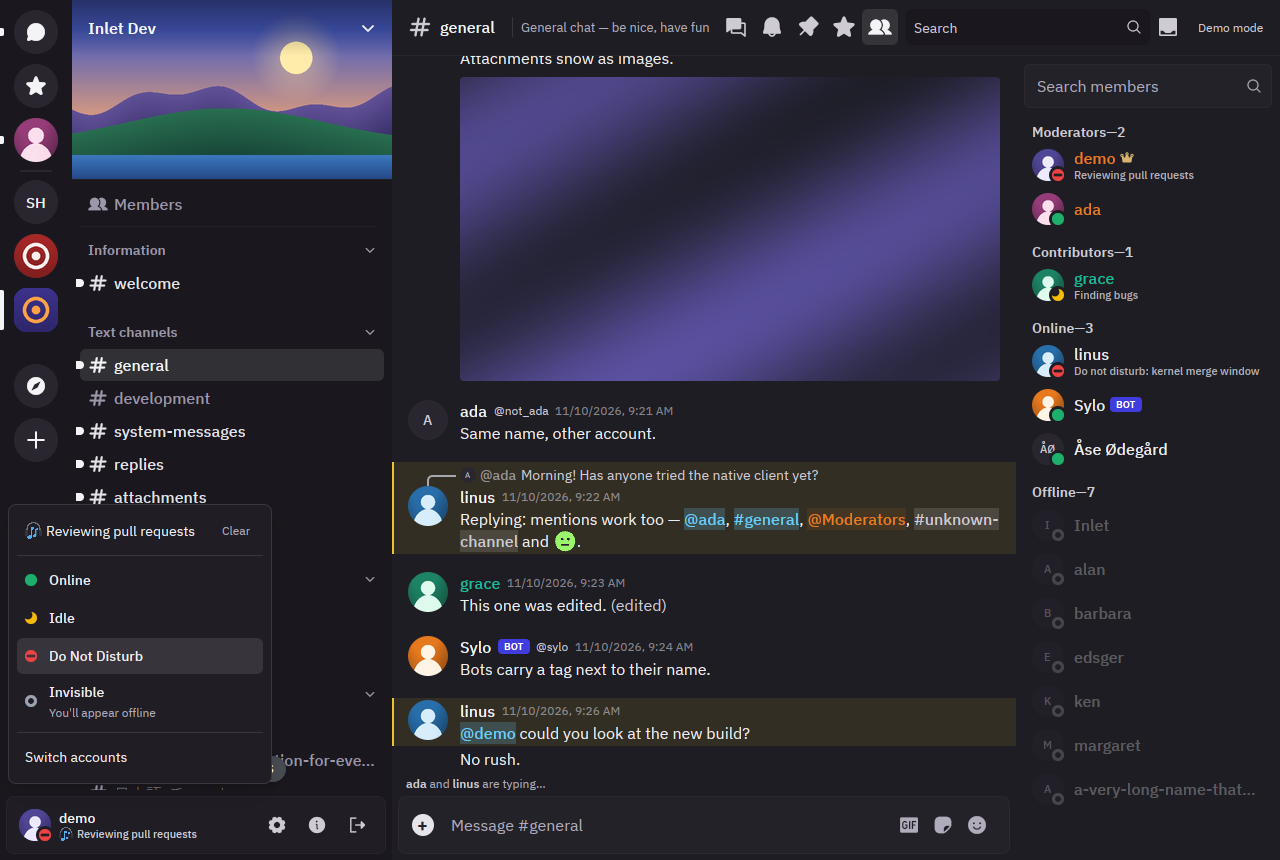 Inlet Dev
SH
Members
Information
welcome
Text channels
general
development
system-messages
replies
attachments
Reviewing pull requests
Clear
Online
Idle
Do Not Disturb
Invisible
You'll appear offline
Switch accounts
demo
Reviewing pull requests
general
General chat — be nice, have fun
Search
Demo mode
Attachments show as images.
A
ada @not_ada 11/10/2026, 9:21 AM
Same name, other account.
A @ada Morning! Has anyone tried the native client yet?
linus 11/10/2026, 9:22 AM
Replying: mentions work too — @ada, #general, @Moderators, #unknown-
channel and .
grace 11/10/2026, 9:23 AM
This one was edited. (edited)
Sylo BOT @sylo 11/10/2026, 9:24 AM
Bots carry a tag next to their name.
linus 11/10/2026, 9:26 AM
@demo could you look at the new build?
No rush.
ada and linus are typing...
Message #general
GIF
Search members
Moderators—2
demo
Reviewing pull requests
ada
Contributors—1
grace
Finding bugs
Online—3
linus
Do not disturb: kernel merge window
Sylo BOT
ÅØ Åse Ødegård
Offline—7
I Inlet
A alan
B barbara
E edsger
K ken
M margaret
A a-very-long-name-that...